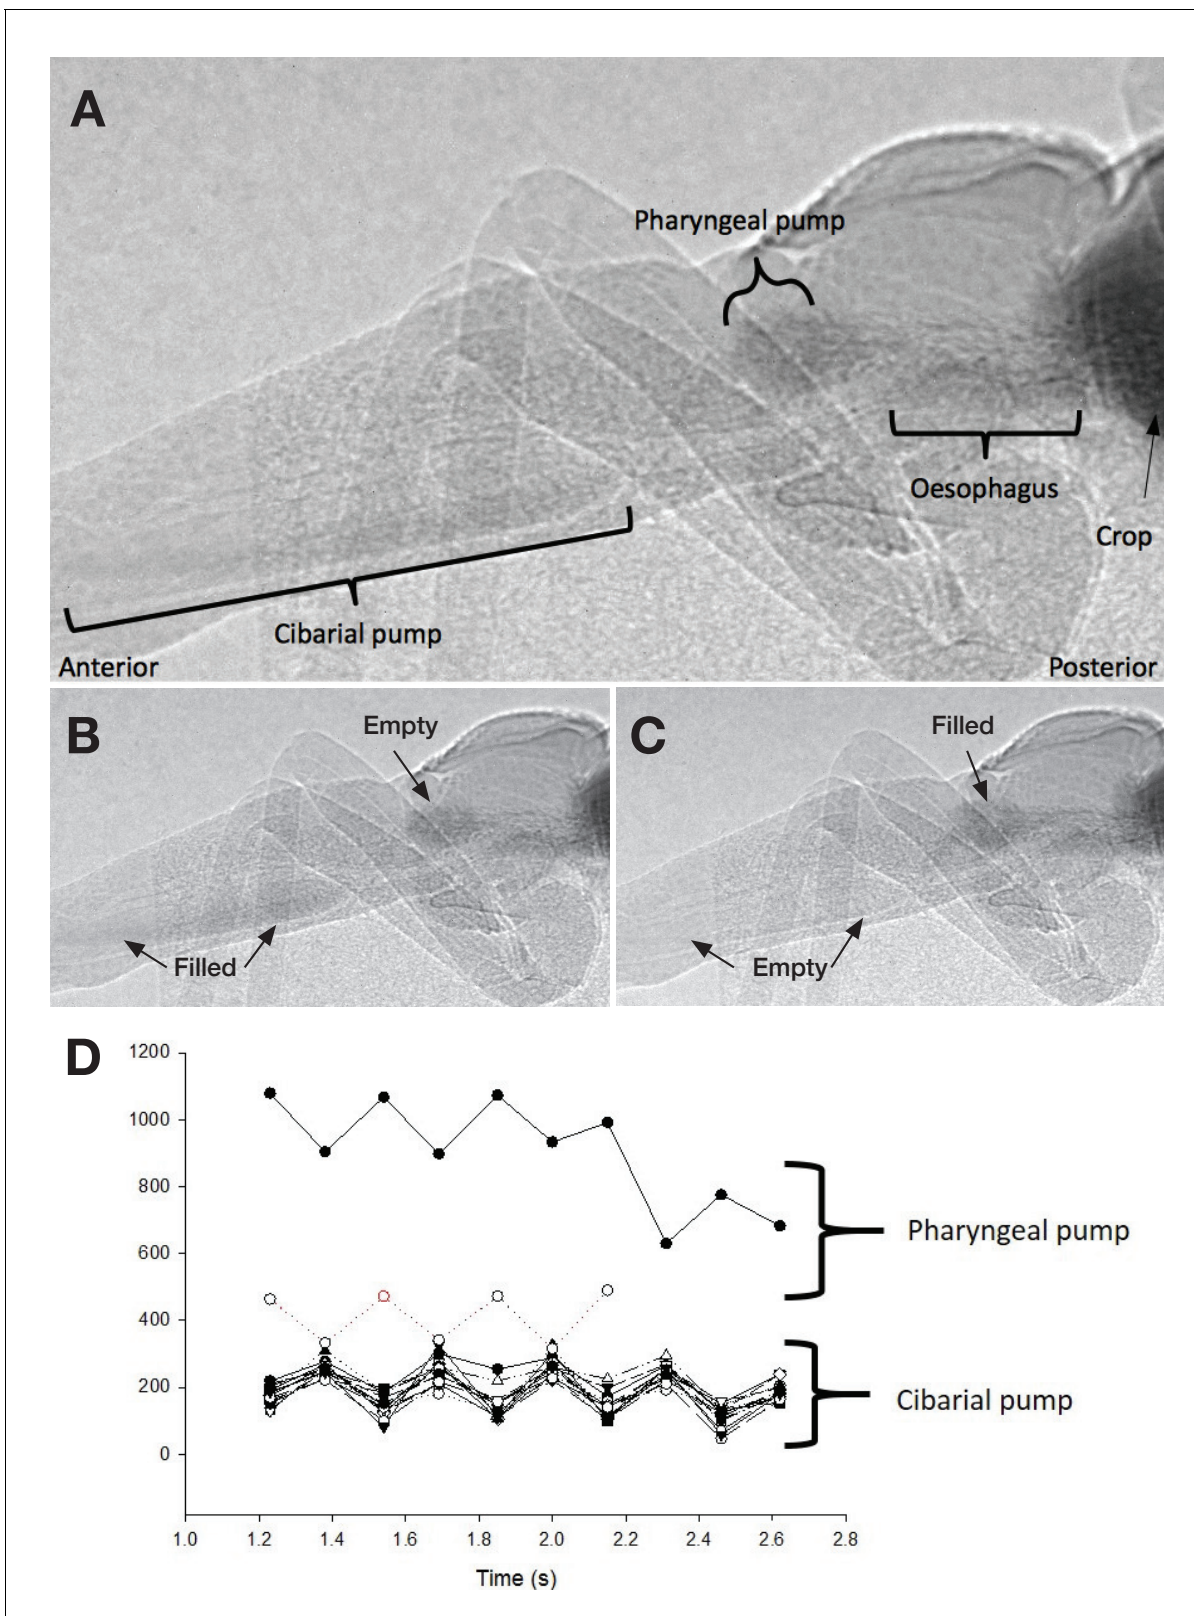 A
Pharyngeal pump
Oesophagus
Crop
Cibarial pump
Anterior
Posterior
B
Empty
Filled
C
Filled
Empty
D
1200
1000
800
600
400
200
0
Pharyngeal pump
Cibarial pump
1.0 1.2 1.4 1.6 1.8 2.0 2.2 2.4 2.6 2.8
Time (s)